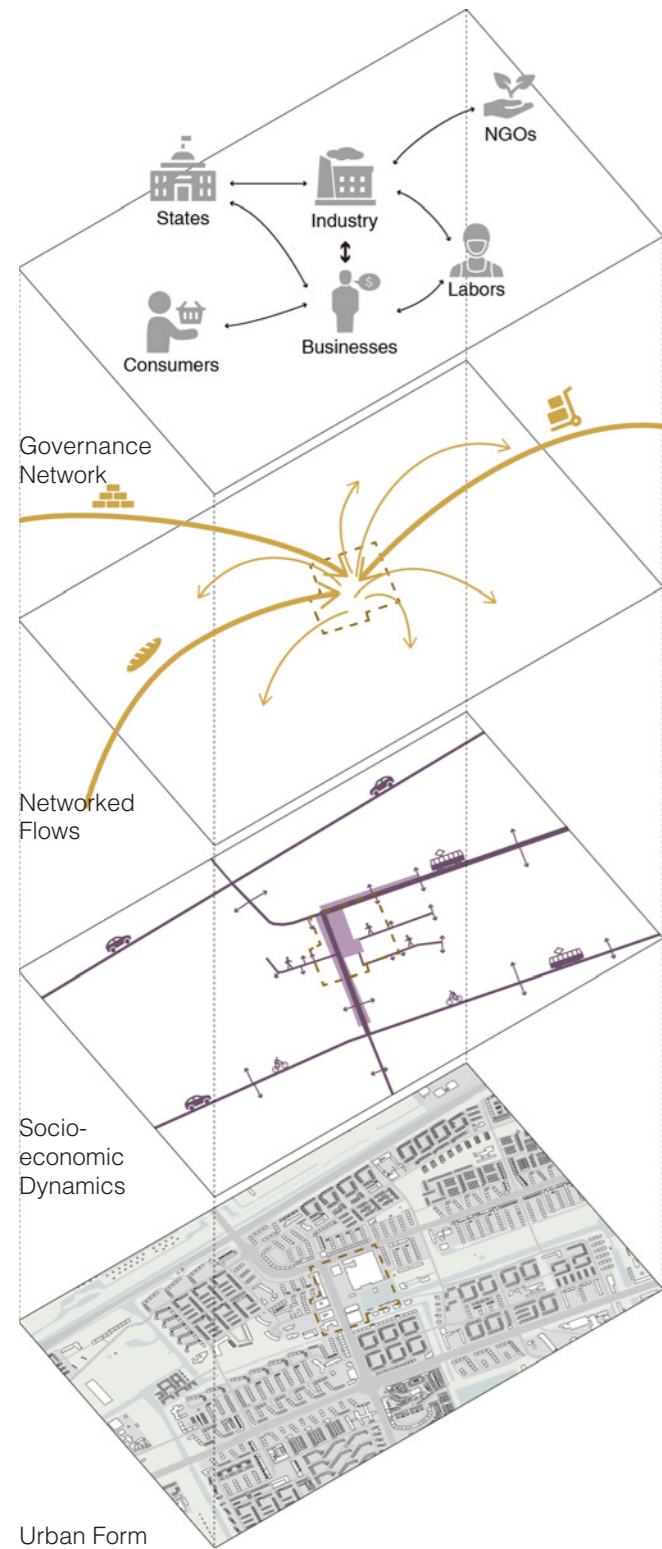 NGOs
States
Industry
Labors
$
Businesses
Consumers
Governance
Network
Networked
Flows
Socio-
economic
Dynamics
Urban Form